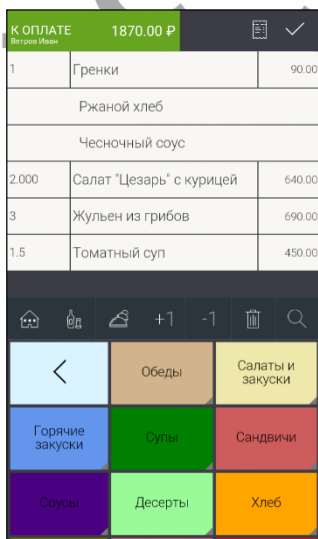 К ОПЛАТЕ 1870.00 ₽
Ветров Иван
1 Гренки 90.00
Ржаной хлеб
Чесночный соус
2.000 Салат "Цезарь" с курицей 640.00
3 Жульен из грибов 690.00
1.5 Томатный суп 450.00
+1 -1
Обеды
Салаты и
закуски
Горячие
закуски
Супы
Сандвичи
Соусы
Десерты
Хлеб